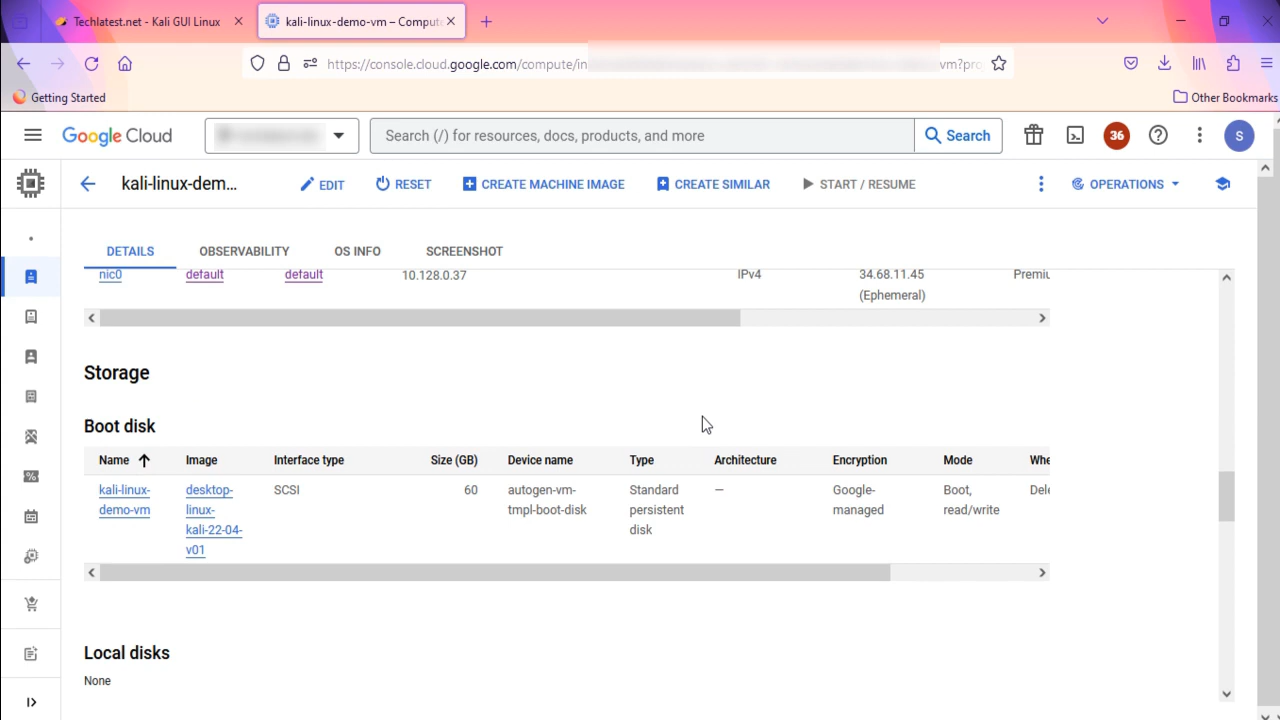 Techlatest.net - Kali GUI Linux
kali-linux-demo-vm – Compute
https://console.cloud.google.com/compute/in vm?pro
Getting Started
Other Bookmarks
Google Cloud
Search (/) for resources, docs, products, and more
Search
36
S
kali-linux-dem...
EDIT
RESET
CREATE MACHINE IMAGE
CREATE SIMILAR
START / RESUME
OPERATIONS
DETAILS
OBSERVABILITY
OS INFO
SCREENSHOT
nic0 default default 10.128.0.37 IPv4 34.68.11.45 Premiu
(Ephemeral)
Storage
Boot disk
Name Image Interface type Size (GB) Device name Type Architecture Encryption Mode Whe
kali-linux- desktop- SCSI 60 autogen-vm- Standard — Google- Boot, Dele
demo-vm linux- tmpl-boot-disk persistent managed read/write
kali-22-04- disk
v01
Local disks
None